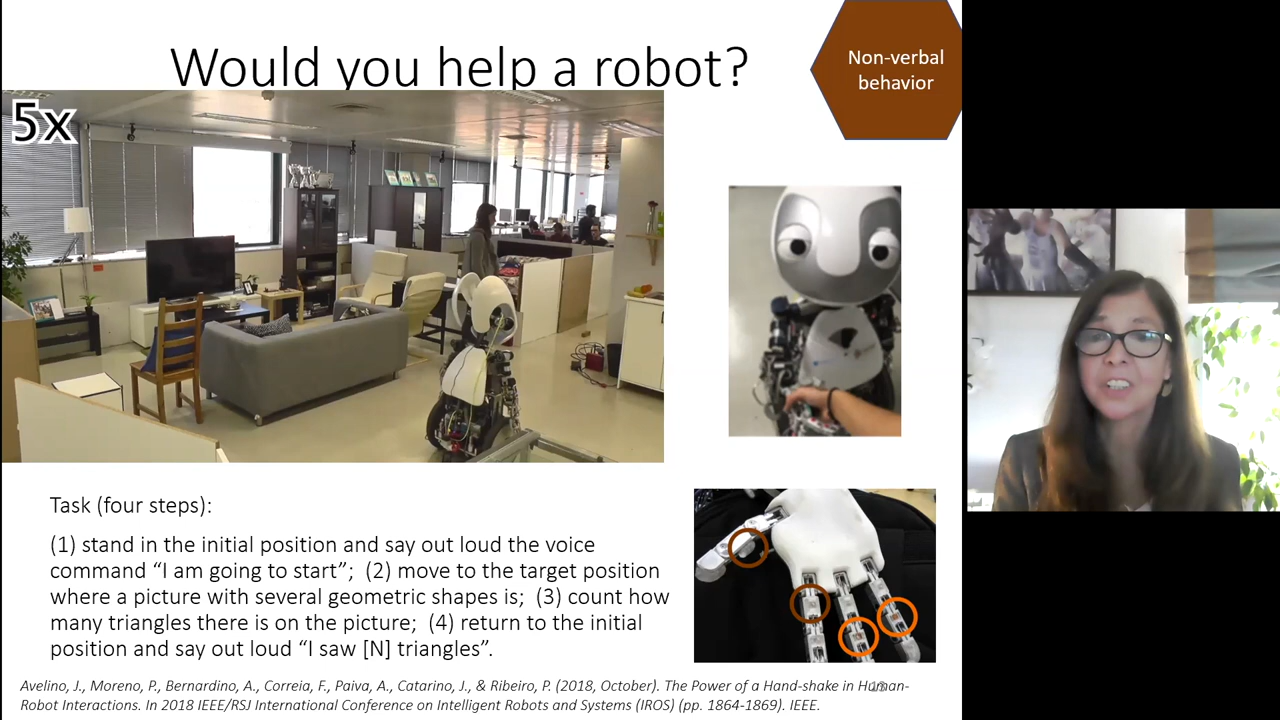 Would you help a robot?
Non-verbal
behavior
5x
Task (four steps):
(1) stand in the initial position and say out loud the voice
command “I am going to start”; (2) move to the target position
where a picture with several geometric shapes is; (3) count how
many triangles there is on the picture; (4) return to the initial
position and say out loud “I saw [N] triangles”.
Avelino, J., Moreno, P., Bernardino, A., Correia, F., Paiva, A., Catarino, J., & Ribeiro, P. (2018, October). The Power of a Hand-shake in Human-
Robot Interactions. In 2018 IEEE/RSJ International Conference on Intelligent Robots and Systems (IROS) (pp. 1864-1869). IEEE.